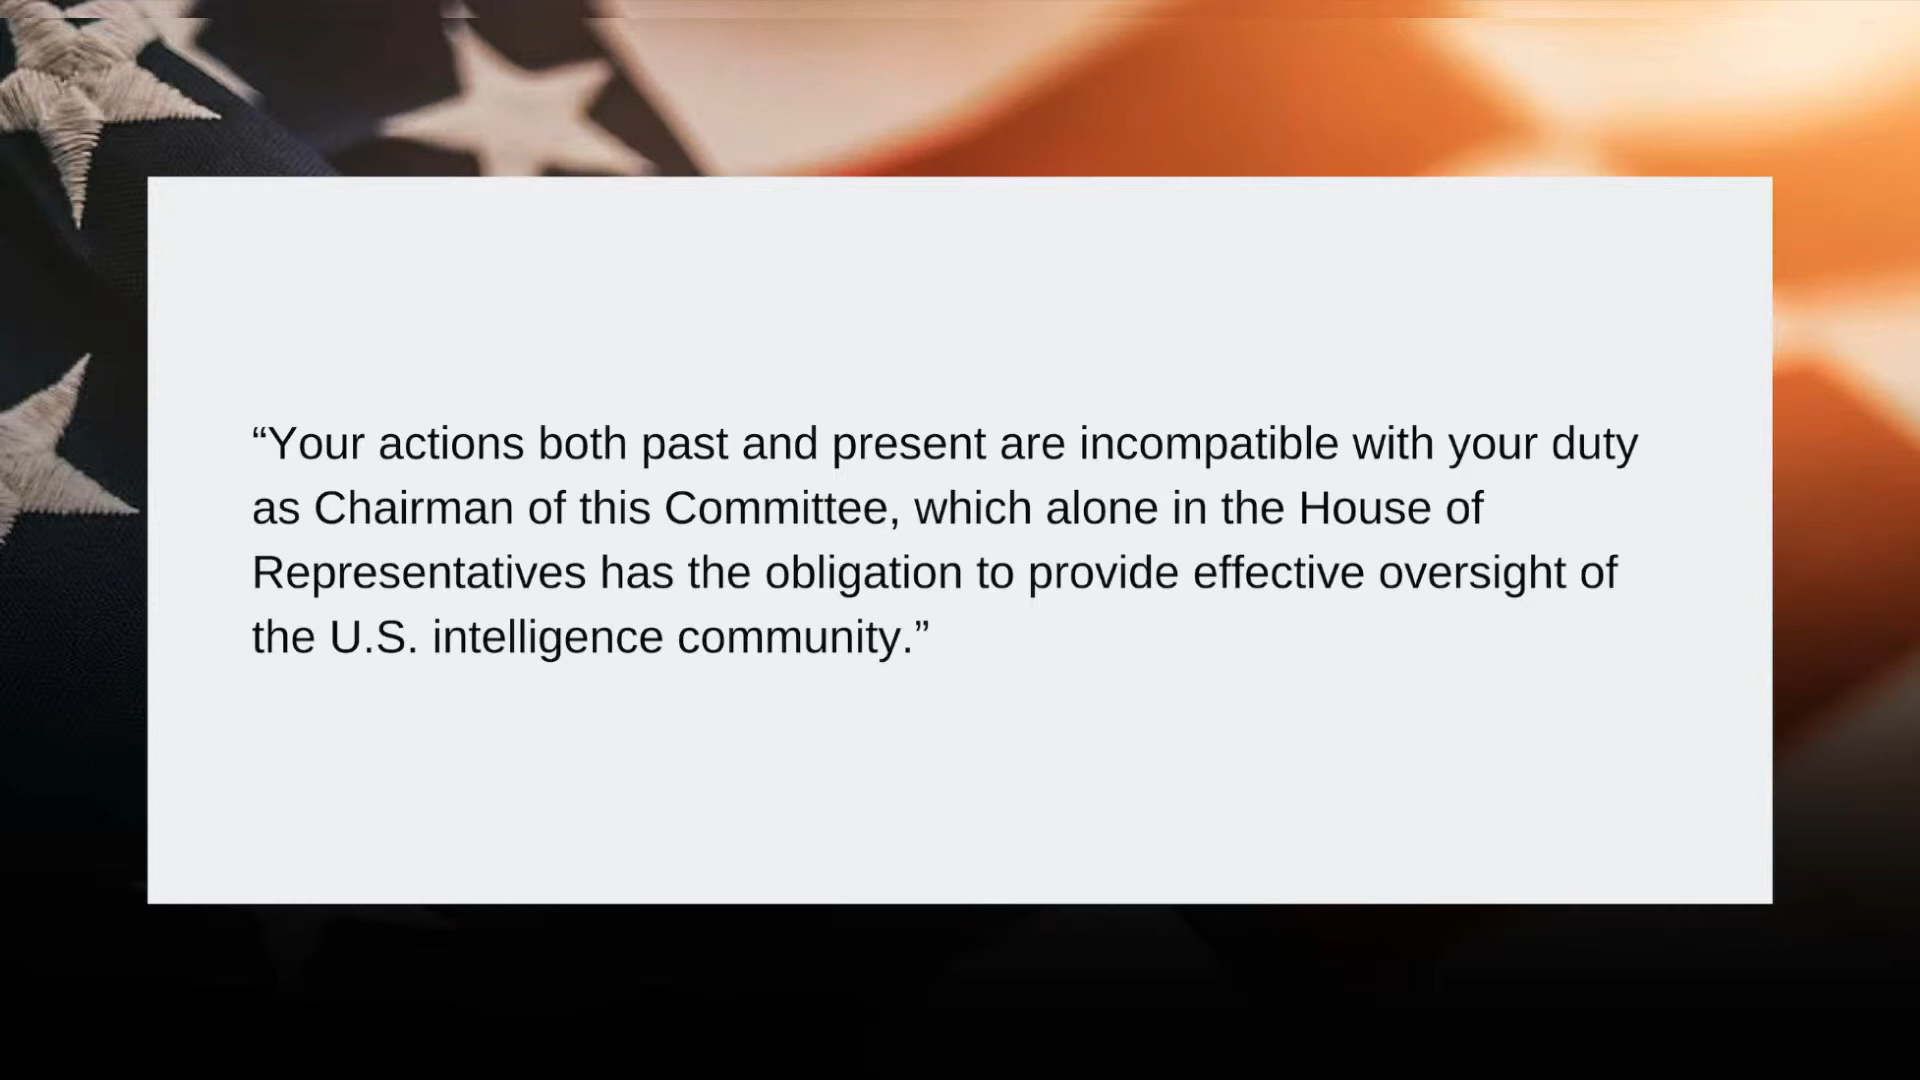 “Your actions both past and present are incompatible with your duty
as Chairman of this Committee, which alone in the House of
Representatives has the obligation to provide effective oversight of
the U.S. intelligence community.”